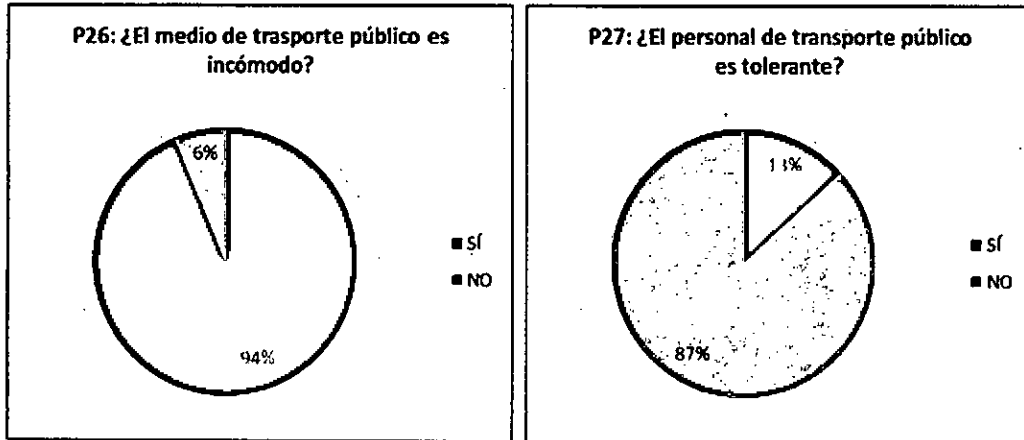 P26: ¿El medio de trasporte público es
incómodo?
6%
94%
SÍ
NO
P27: ¿El personal de transporte público
es tolerante?
13%
87%
SÍ
NO